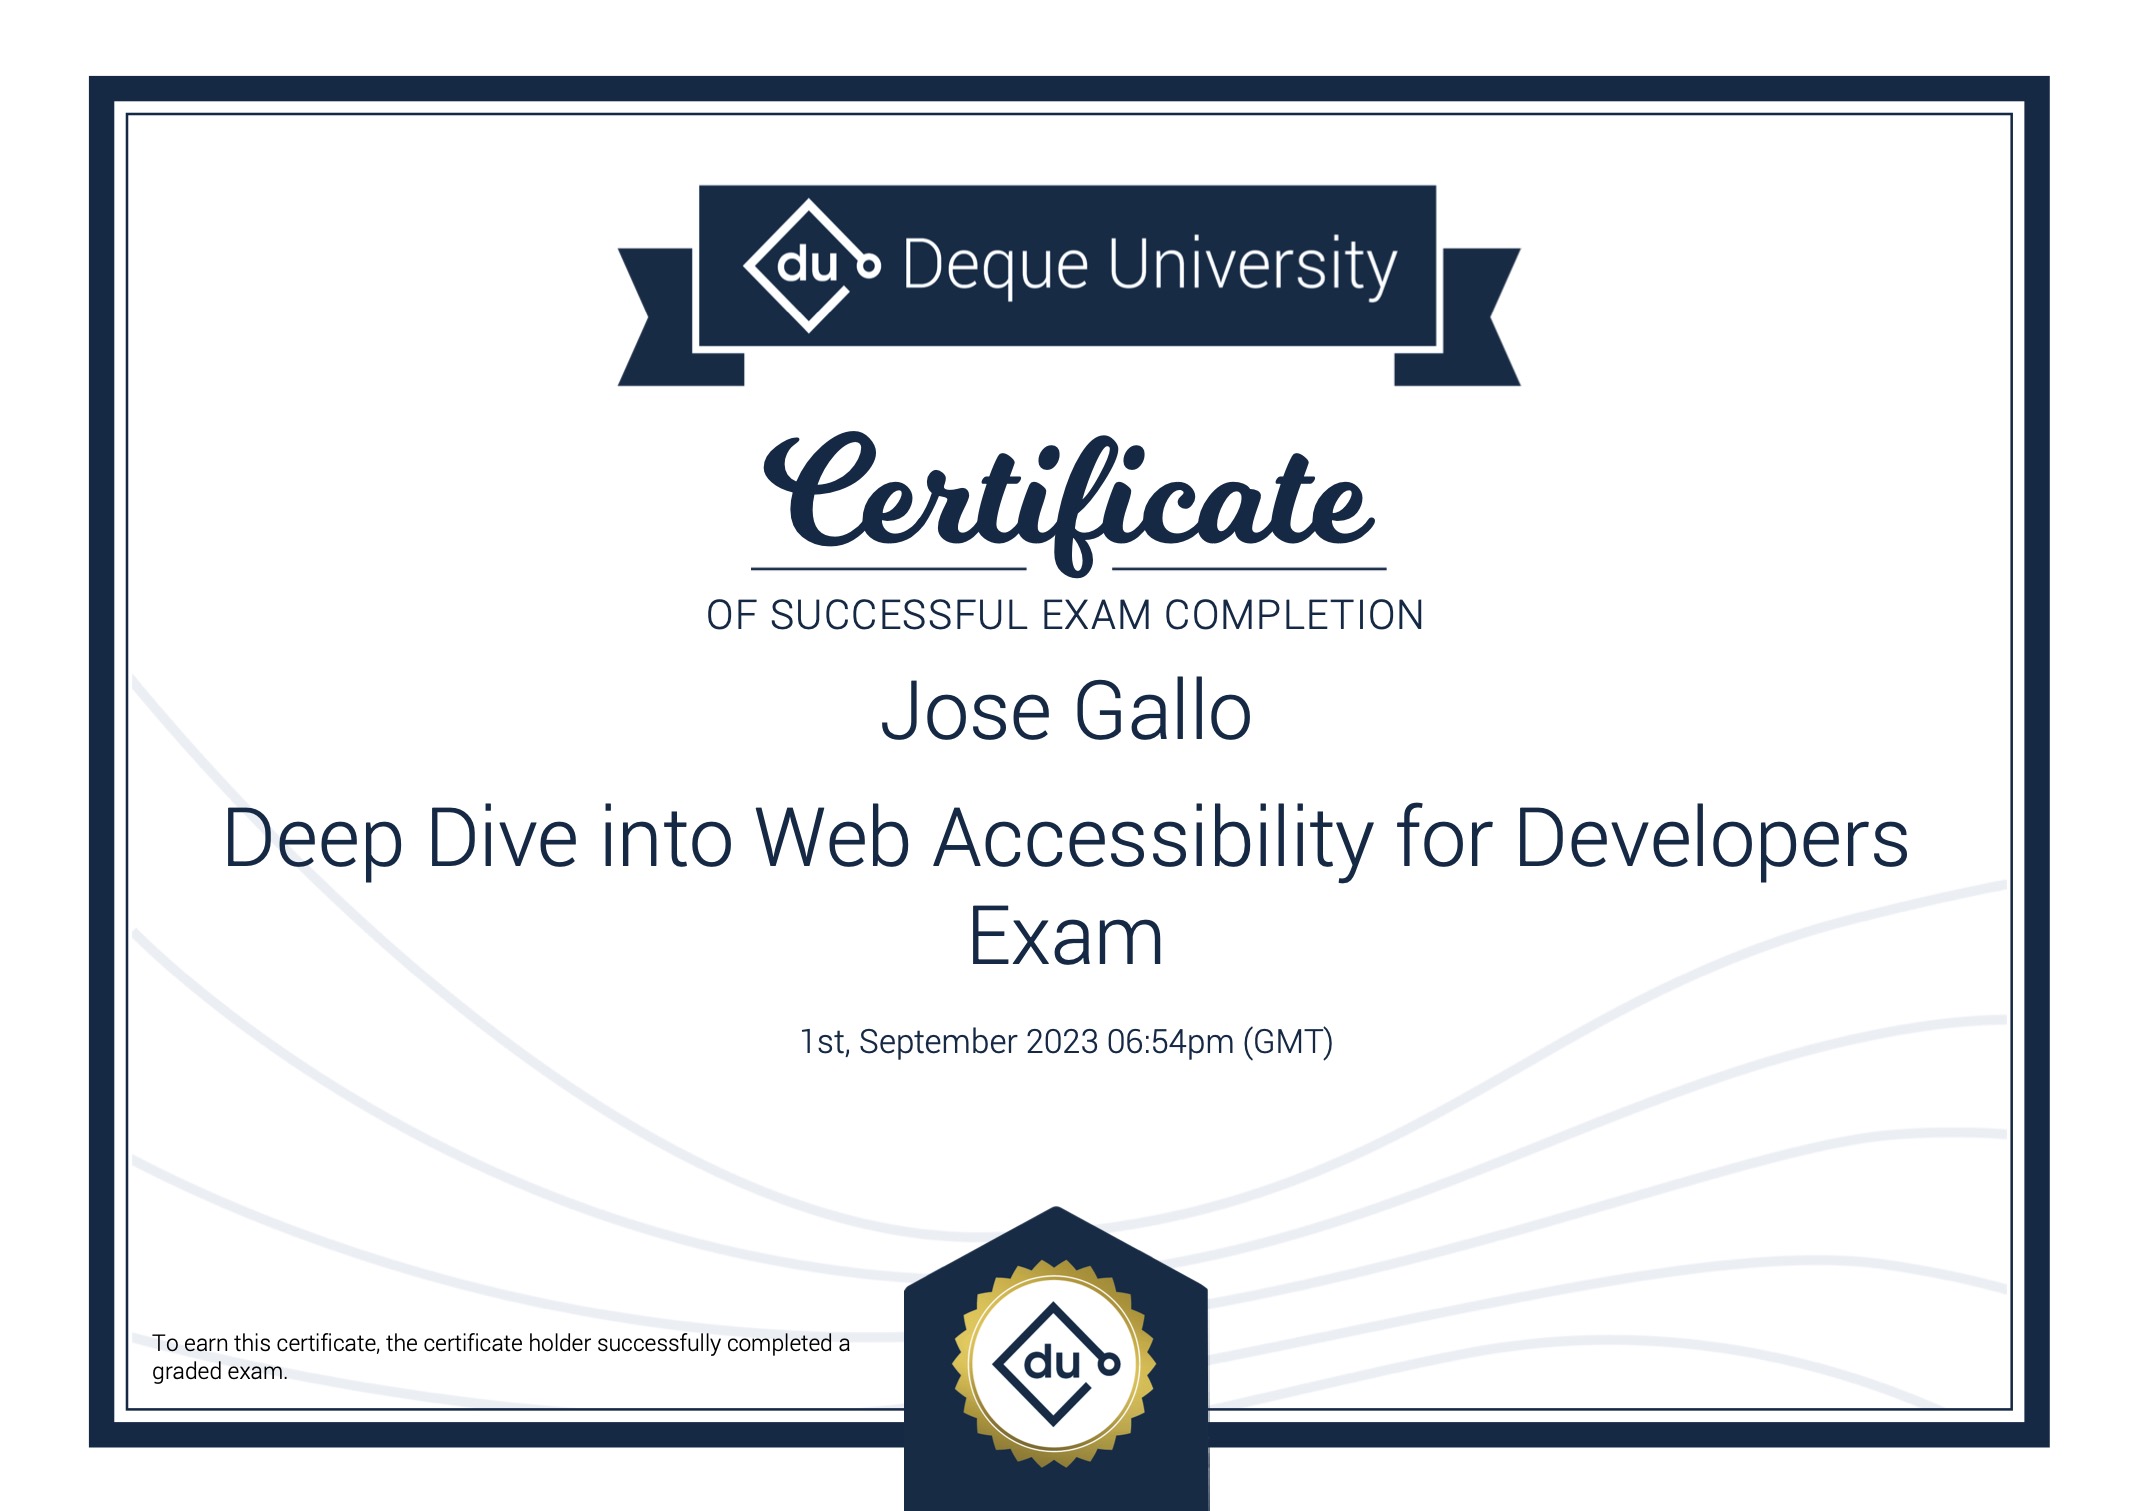 du Deque University
Certificate
OF SUCCESSFUL EXAM COMPLETION
Jose Gallo
Deep Dive into Web Accessibility for Developers
Exam
1st, September 2023 06:54pm (GMT)
To earn this certificate, the certificate holder successfully completed a
graded exam.
du